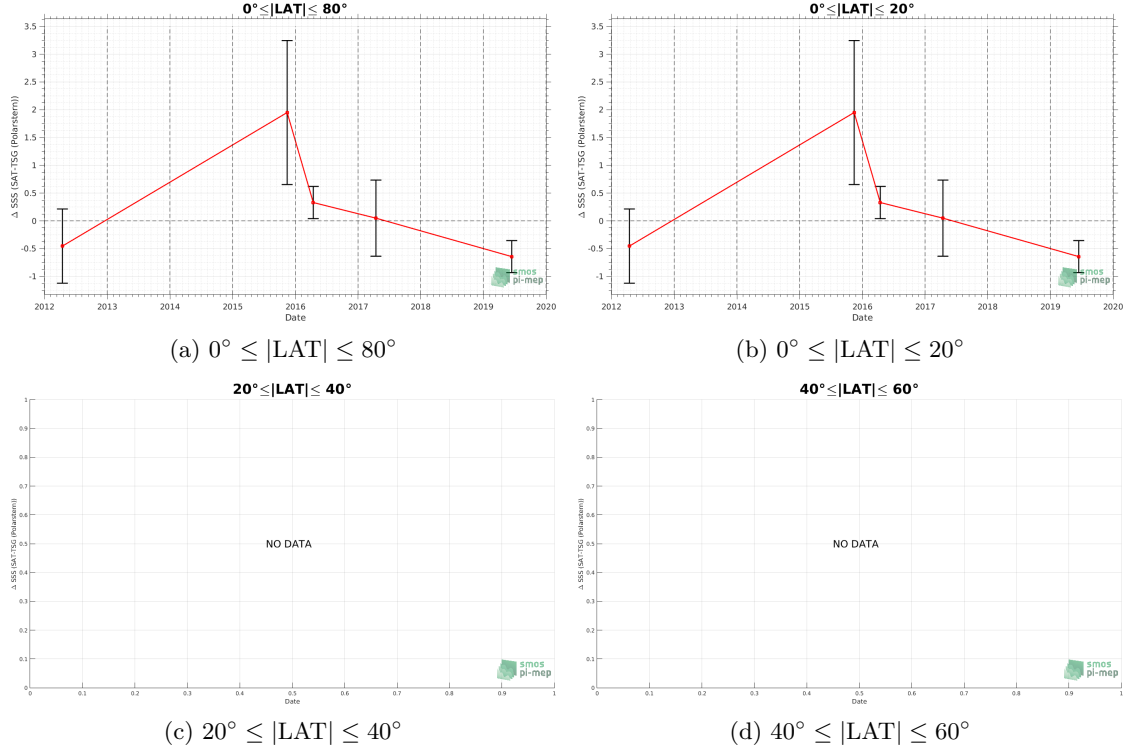 0°≤|LAT|≤ 80°
Δ SSS (SAT-TSG (Polarstern))
3.5
3
2.5
2
1.5
1
0.5
0
-0.5
-1
smos
pi-mep
2012 2013 2014 2015 2016 2017 2018 2019 2020
Date
(a) 0° ≤ |LAT| ≤ 80°
0°≤|LAT|≤ 20°
Δ SSS (SAT-TSG (Polarstern))
3.5
3
2.5
2
1.5
1
0.5
0
-0.5
-1
smos
pi-mep
2012 2013 2014 2015 2016 2017 2018 2019 2020
Date
(b) 0° ≤ |LAT| ≤ 20°
20°≤|LAT|≤ 40°
Δ SSS (SAT-TSG (Polarstern))
1
0.9
0.8
0.7
0.6
0.5
0.4
0.3
0.2
0.1
0
NO DATA
smos
pi-mep
0 0.1 0.2 0.3 0.4 0.5 0.6 0.7 0.8 0.9 1
Date
(c) 20° ≤ |LAT| ≤ 40°
40°≤|LAT|≤ 60°
Δ SSS (SAT-TSG (Polarstern))
1
0.9
0.8
0.7
0.6
0.5
0.4
0.3
0.2
0.1
0
NO DATA
smos
pi-mep
0 0.1 0.2 0.3 0.4 0.5 0.6 0.7 0.8 0.9 1
Date
(d) 40° ≤ |LAT| ≤ 60°